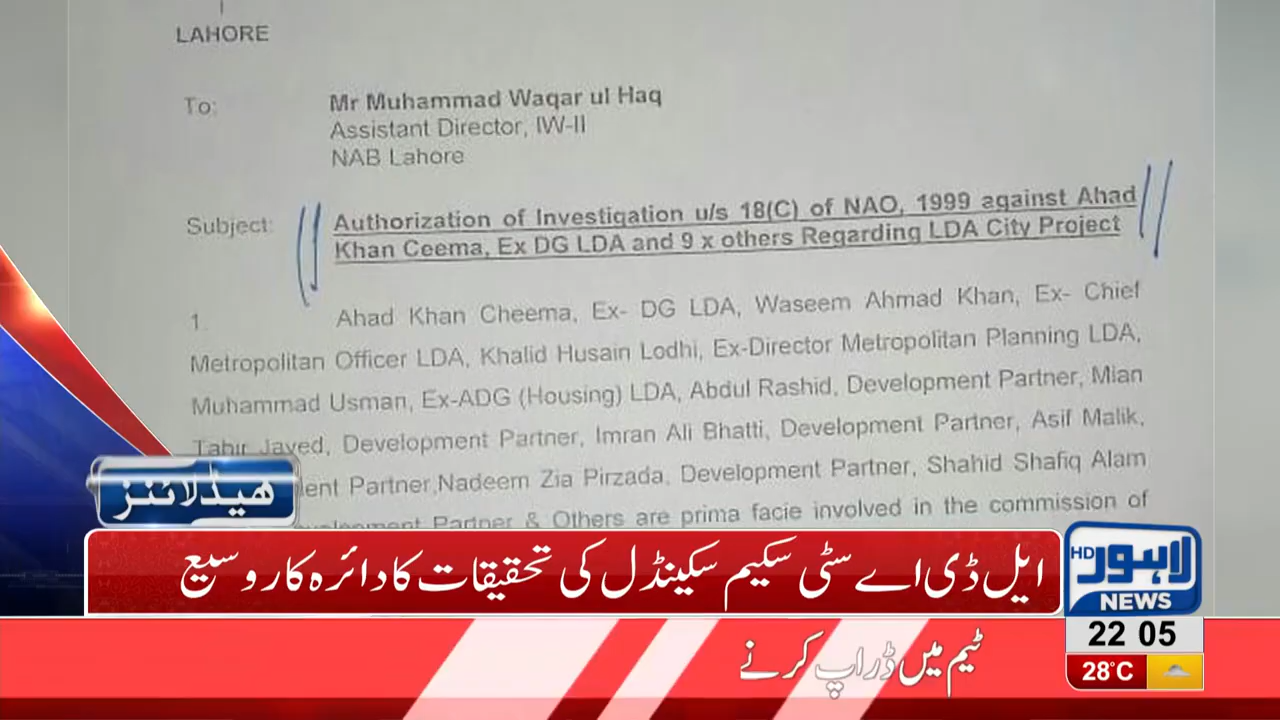 LAHORE
To: Mr Muhammad Waqar ul Haq
Assistant Director, IW-II
NAB Lahore
Subject: Authorization of Investigation u/s 18(C) of NAO, 1999 against Ahad
Khan Ceema, Ex DG LDA and 9 x others Regarding LDA City Project
1. Ahad Khan Cheema, Ex- DG LDA, Waseem Ahmad Khan, Ex- Chief
Metropolitan Officer LDA, Khalid Husain Lodhi, Ex-Director Metropolitan Planning LDA,
Muhammad Usman, Ex-ADG (Housing) LDA, Abdul Rashid, Development Partner, Mian
Tahir Javed, Development Partner, Imran Ali Bhatti, Development Partner, Asif Malik,
ent Partner,Nadeem Zia Pirzada, Development Partner, Shahid Shafiq Alam
Partner & Others are prima facie involved in the commission of
ہیڈلائنز
ایل ڈی اے سٹی سکیم سکینڈل کی تحقیقات کا دائرہ کار وسیع
HD لاہور
NEWS
22 05
ٹیم میں ڈراپ کرنے
28°C